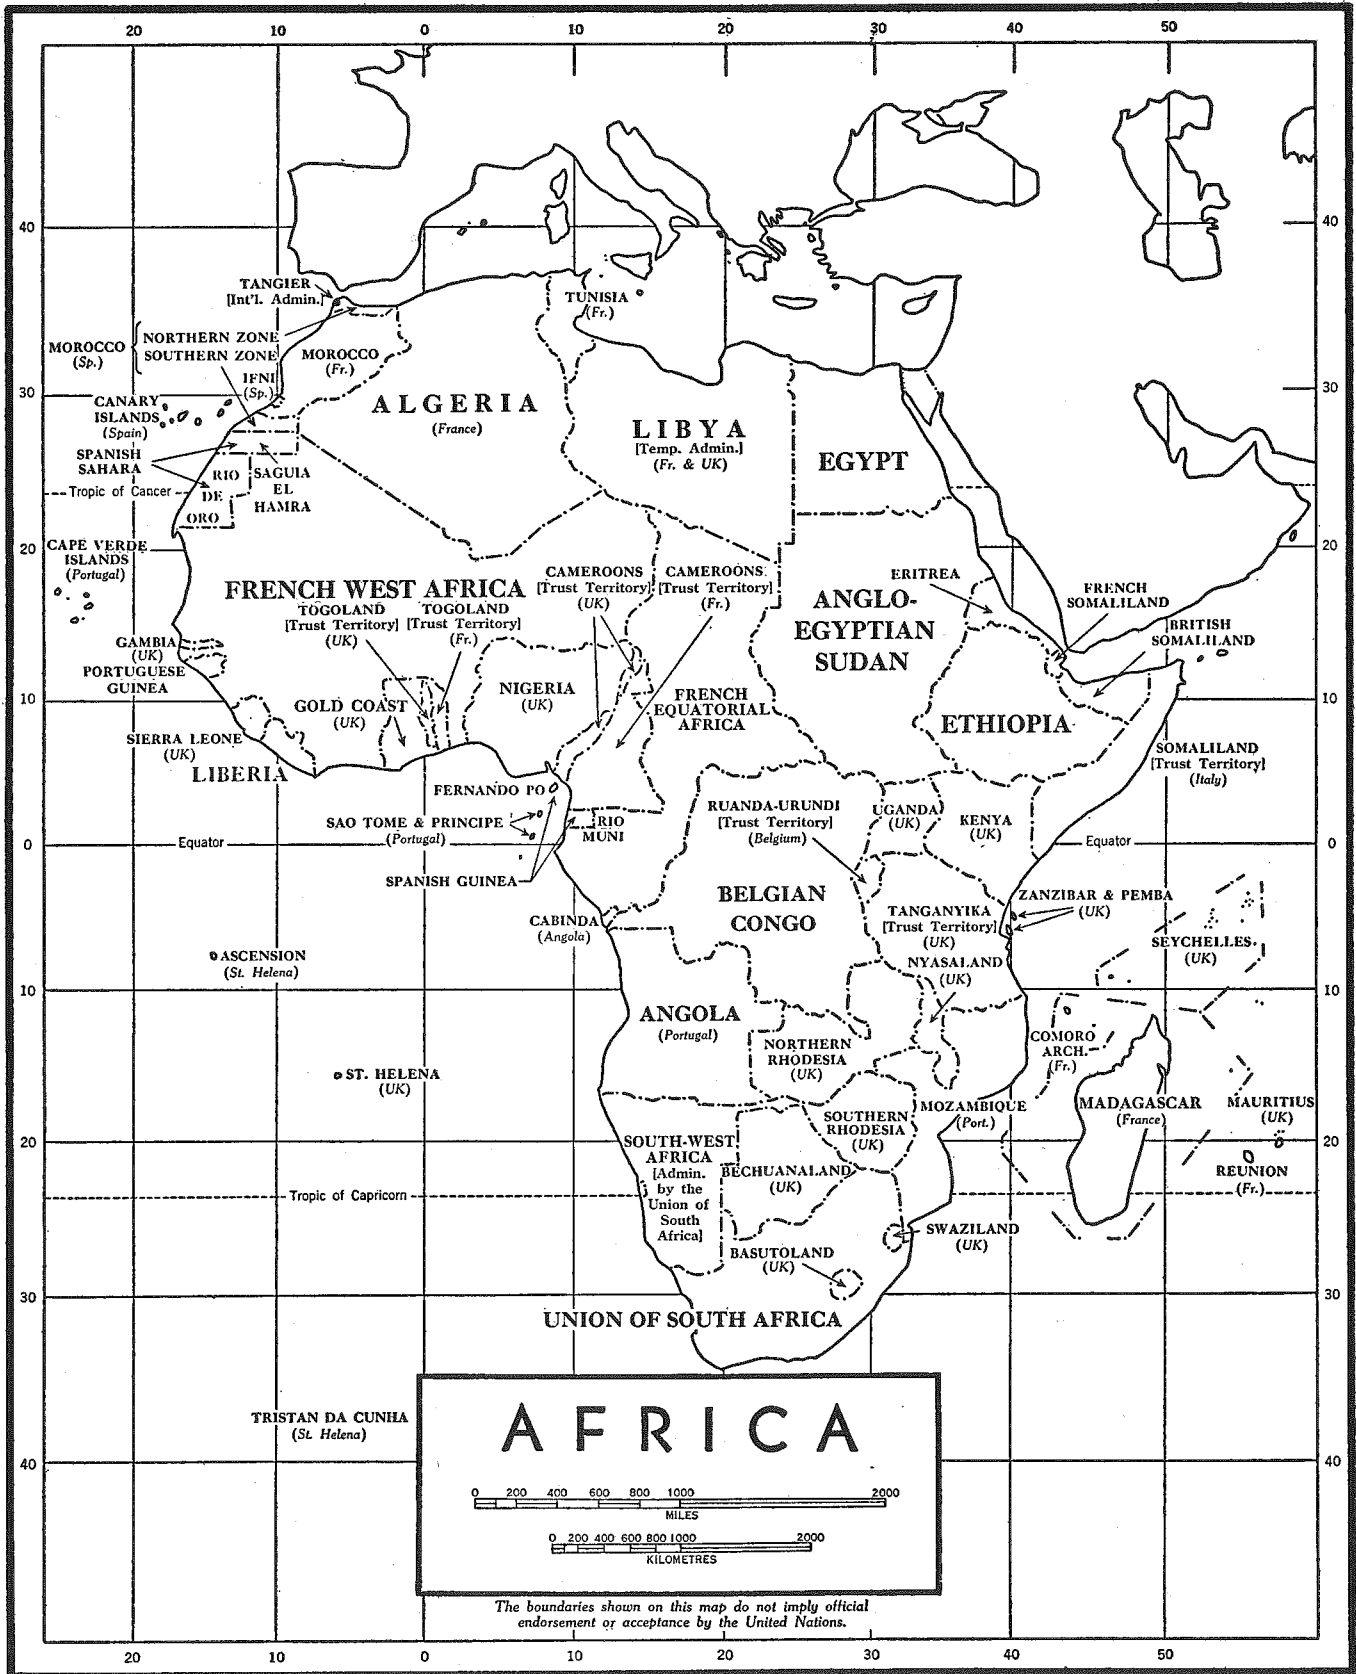 20 10 0 10 20 30 40 50
40
40
TANGIER
[Int'l. Admin.]
TUNISIA
(Fr.)
NORTHERN ZONE
SOUTHERN ZONE
MOROCCO
(Sp.)
MOROCCO
(Fr.)
IFNI
(Sp.)
30
30
CANARY
ISLANDS
(Spain)
ALGERIA
(France)
LIBYA
[Temp. Admin.]
(Fr. & UK)
EGYPT
SPANISH
SAHARA
RIO
DE
ORO
SAGUIA
EL
HAMRA
Tropic of Cancer
20
20
CAPE VERDE
ISLANDS
(Portugal)
FRENCH WEST AFRICA
CAMEROONS
[Trust Territory]
(UK)
CAMEROONS
[Trust Territory]
(Fr.)
TOGOLAND
[Trust Territory]
(UK)
TOGOLAND
[Trust Territory]
(Fr.)
ANGLO-
EGYPTIAN
SUDAN
ERITREA
FRENCH
SOMALILAND
BRITISH
SOMALILAND
GAMBIA
(UK)
PORTUGUESE
GUINEA
10
10
GOLD COAST
(UK)
NIGERIA
(UK)
FRENCH
EQUATORIAL
AFRICA
ETHIOPIA
SIERRA LEONE
(UK)
LIBERIA
SOMALILAND
[Trust Territory]
(Italy)
FERNANDO PO
SAO TOME & PRINCIPE
(Portugal)
RIO
MUNI
RUANDA-URUNDI
[Trust Territory]
(Belgium)
UGANDA
(UK)
KENYA
(UK)
0
Equator
Equator
0
SPANISH GUINEA
BELGIAN
CONGO
CABINDA
(Angola)
TANGANYIKA
[Trust Territory]
(UK)
ZANZIBAR & PEMBA
(UK)
SEYCHELLES
(UK)
ASCENSION
(St. Helena)
NYASALAND
(UK)
10
10
ANGOLA
(Portugal)
NORTHERN
RHODESIA
(UK)
COMORO
ARCH.
(Fr.)
ST. HELENA
(UK)
SOUTHERN
RHODESIA
(UK)
MOZAMBIQUE
(Port.)
MADAGASCAR
(France)
MAURITIUS
(UK)
20
20
SOUTH-WEST
AFRICA
[Admin.
by the
Union of
South
Africa]
BECHUANALAND
(UK)
REUNION
(Fr.)
Tropic of Capricorn
SWAZILAND
(UK)
BASUTOLAND
(UK)
30
30
UNION OF SOUTH AFRICA
TRISTAN DA CUNHA
(St. Helena)
40
40
AFRICA
0 200 400 600 800 1000 2000
MILES
0 200 400 600 800 1000 2000
KILOMETRES
The boundaries shown on this map do not imply official
endorsement or acceptance by the United Nations.
20 10 0 10 20 30 40 50